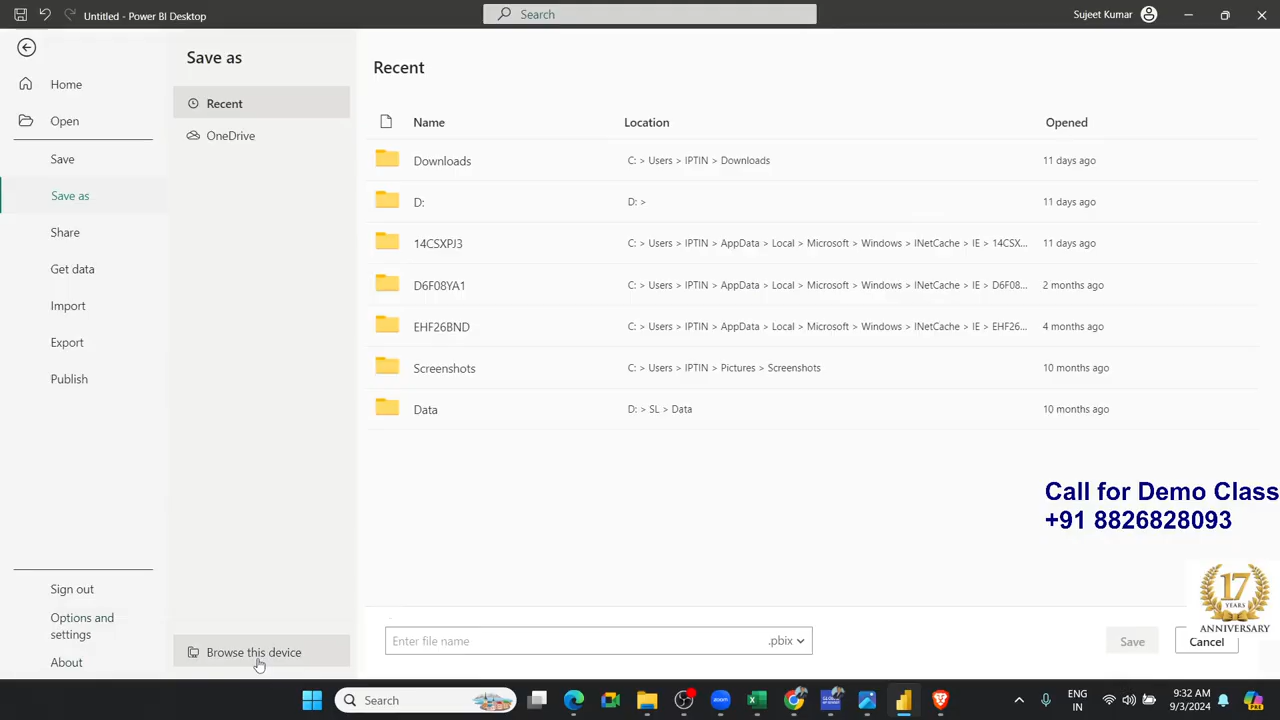 Untitled - Power BI Desktop
Search
Sujeet Kumar
Home
Open
Save
Save as
Share
Get data
Import
Export
Publish
Sign out
Options and
settings
About
Save as
Recent
OneDrive
Browse this device
Recent
Name Location Opened
Downloads C: > Users > IPTIN > Downloads 11 days ago
D: D: > 11 days ago
14CSXPJ3 C: > Users > IPTIN > AppData > Local > Microsoft > Windows > INetCache > IE > 14CSX... 11 days ago
D6F08YA1 C: > Users > IPTIN > AppData > Local > Microsoft > Windows > INetCache > IE > D6F08... 2 months ago
EHF26BND C: > Users > IPTIN > AppData > Local > Microsoft > Windows > INetCache > IE > EHF26... 4 months ago
Screenshots C: > Users > IPTIN > Pictures > Screenshots 10 months ago
Data D: > SL > Data 10 months ago
Call for Demo Class
+91 8826828093
17
YEARS
ANNIVERSARY
Enter file name .pbix
Save Cancel
Search
ENG
IN
9:32 AM
9/3/2024